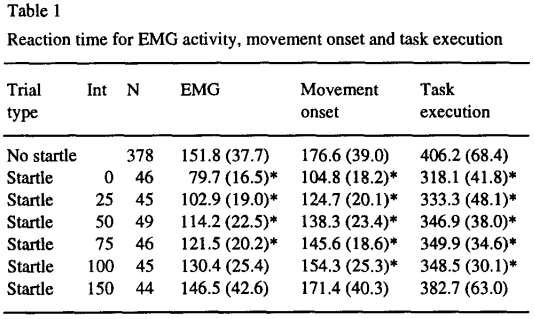 Table 1
Reaction time for EMG activity, movement onset and task execution
Trial Int N EMG Movement Task
type onset execution
No startle 378 151.8 (37.7) 176.6 (39.0) 406.2 (68.4)
Startle 0 46 79.7 (16.5)* 104.8 (18.2)* 318.1 (41.8)*
Startle 25 45 102.9 (19.0)* 124.7 (20.1)* 333.3 (48.1)*
Startle 50 49 114.2 (22.5)* 138.3 (23.4)* 346.9 (38.0)*
Startle 75 46 121.5 (20.2)* 145.6 (18.6)* 349.9 (34.6)*
Startle 100 45 130.4 (25.4) 154.3 (25.3)* 348.5 (30.1)*
Startle 150 44 146.5 (42.6) 171.4 (40.3) 382.7 (63.0)